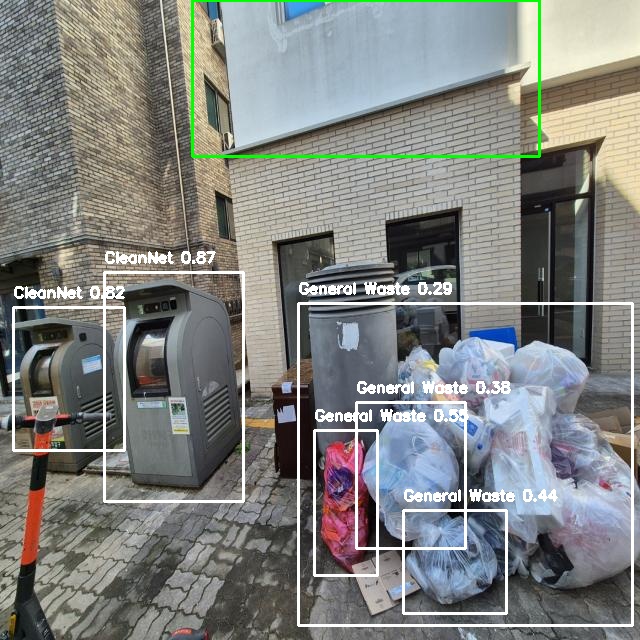 CleanNet 0.87
CleanNet 0.82
General Waste 0.29
General Waste 0.38
General Waste 0.53
General Waste 0.44